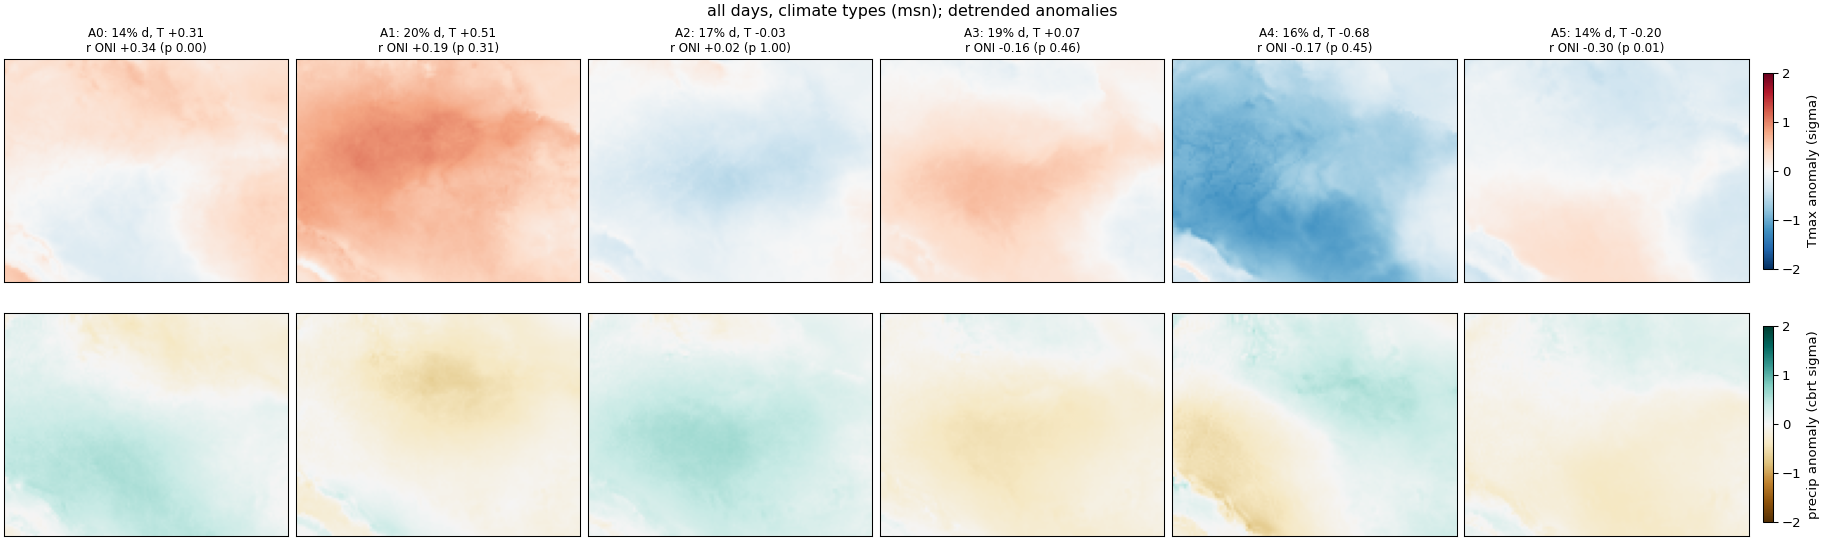 all days, climate types (msn); detrended anomalies
A0: 14% d, T +0.31
r ONI +0.34 (p 0.00)
A1: 20% d, T +0.51
r ONI +0.19 (p 0.31)
A2: 17% d, T -0.03
r ONI +0.02 (p 1.00)
A3: 19% d, T +0.07
r ONI -0.16 (p 0.46)
A4: 16% d, T -0.68
r ONI -0.17 (p 0.45)
A5: 14% d, T -0.20
r ONI -0.30 (p 0.01)
2
1
0
−1
−2
Tmax anomaly (sigma)
2
1
0
−1
−2
precip anomaly (cbrt sigma)